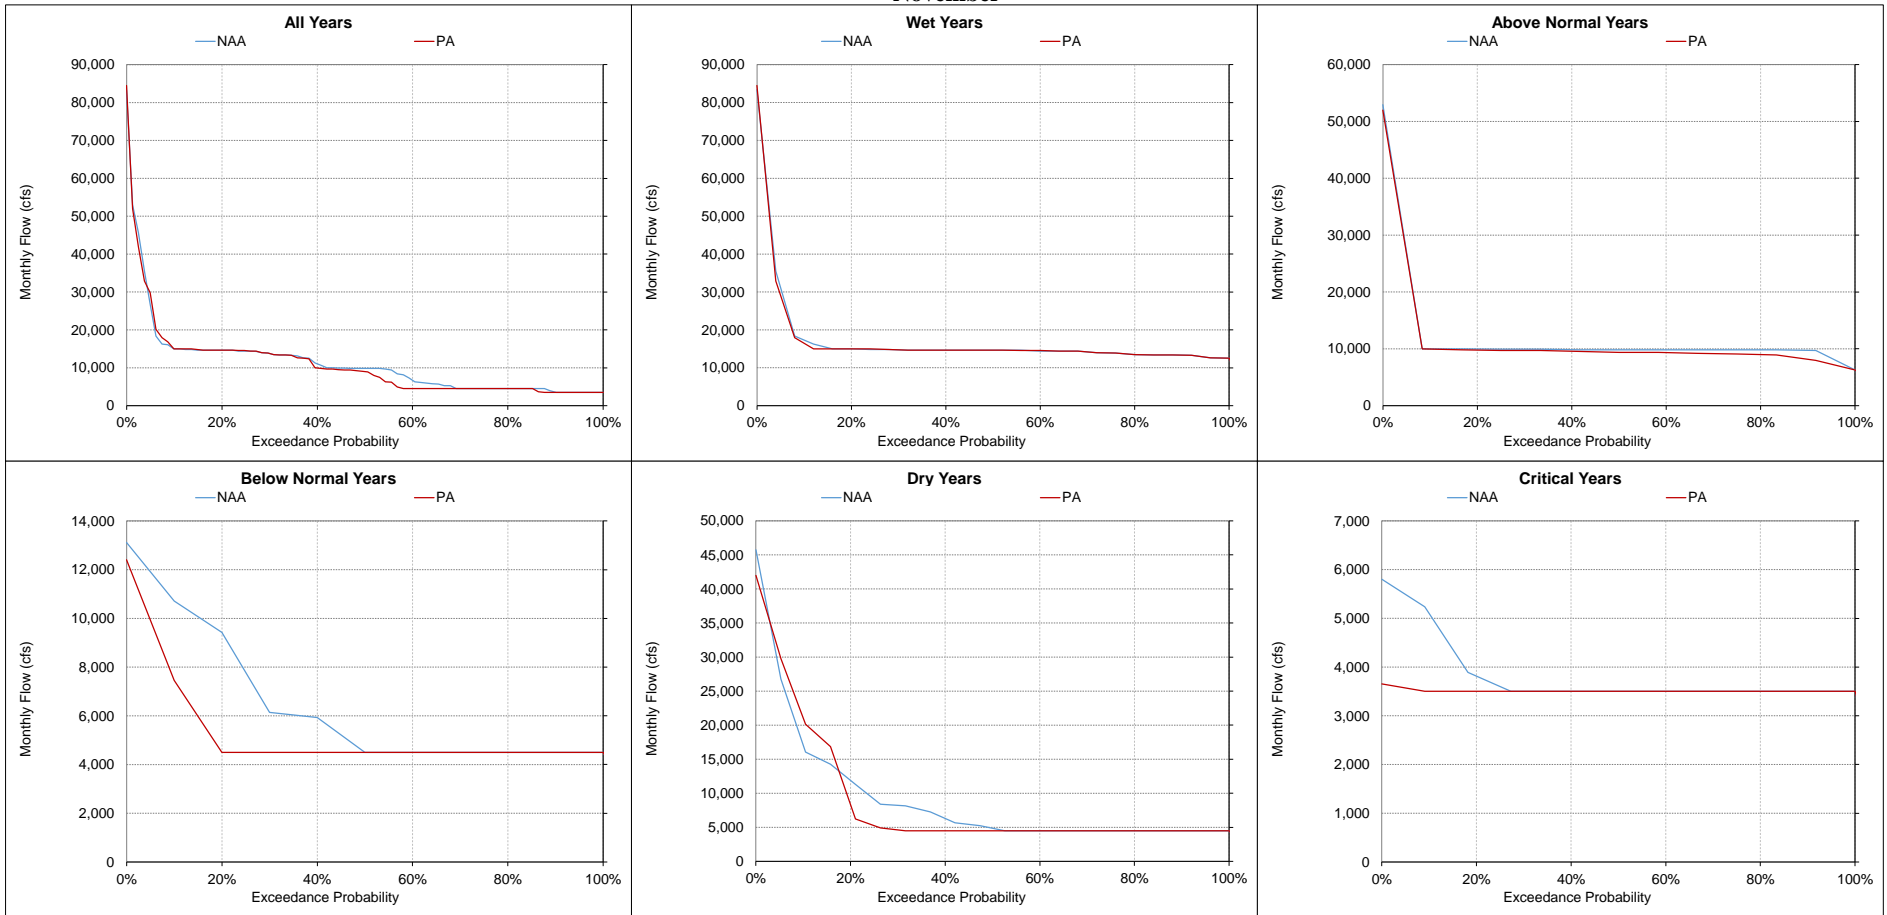 All Years
NAA PA
90,000
80,000
70,000
60,000
50,000
40,000
30,000
20,000
10,000
0
Monthly Flow (cfs)
0% 20% 40% 60% 80% 100%
Exceedance Probability
Wet Years
NAA PA
90,000
80,000
70,000
60,000
50,000
40,000
30,000
20,000
10,000
0
Monthly Flow (cfs)
0% 20% 40% 60% 80% 100%
Exceedance Probability
Above Normal Years
NAA PA
60,000
50,000
40,000
30,000
20,000
10,000
0
Monthly Flow (cfs)
0% 20% 40% 60% 80% 100%
Exceedance Probability
Below Normal Years
NAA PA
14,000
12,000
10,000
8,000
6,000
4,000
2,000
0
Monthly Flow (cfs)
0% 20% 40% 60% 80% 100%
Exceedance Probability
Dry Years
NAA PA
50,000
45,000
40,000
35,000
30,000
25,000
20,000
15,000
10,000
5,000
0
Monthly Flow (cfs)
0% 20% 40% 60% 80% 100%
Exceedance Probability
Critical Years
NAA PA
7,000
6,000
5,000
4,000
3,000
2,000
1,000
0
Monthly Flow (cfs)
0% 20% 40% 60% 80% 100%
Exceedance Probability